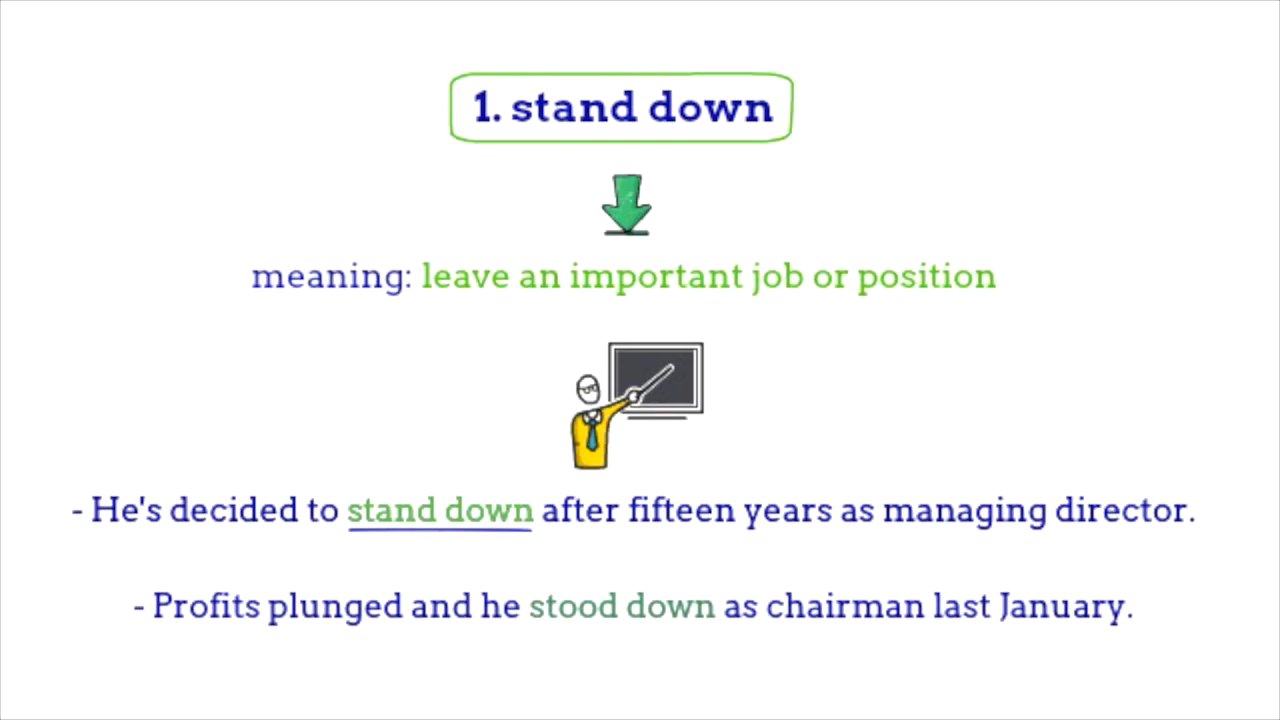 1. stand down
meaning: leave an important job or position
- He's decided to stand down after fifteen years as managing director.
- Profits plunged and he stood down as chairman last January.